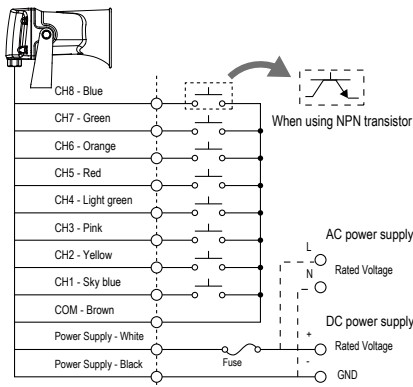 CH8 - Blue
When using NPN transistor
CH7 - Green
CH6 - Orange
CH5 - Red
CH4 - Light green
CH3 - Pink
CH2 - Yellow
CH1 - Sky blue
COM - Brown
Power Supply - White
Power Supply - Black
Fuse
AC power supply
L
Rated Voltage
N
DC power supply
+
Rated Voltage
-
GND